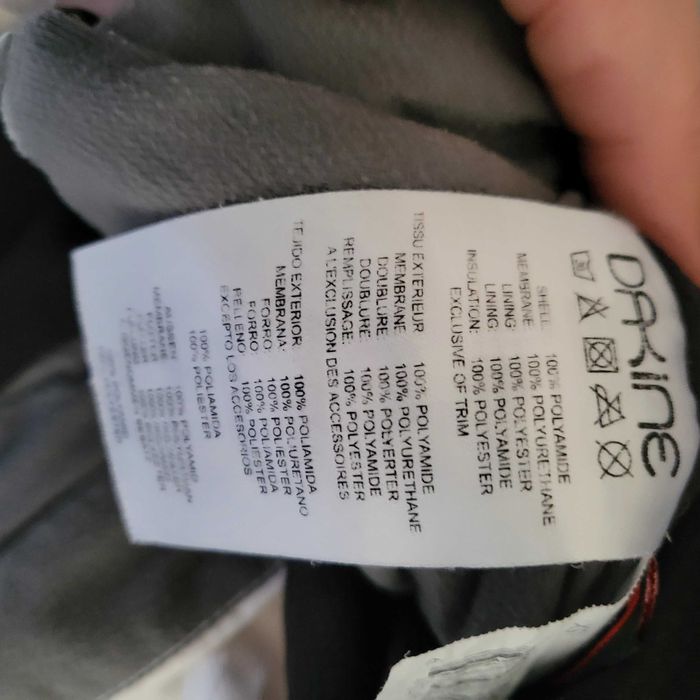 DAKINE
SHELL: 100% POLYAMIDE
MEMBRANE: 100% POLYURETHANE
LINING: 100% POLYESTER
LINING: 100% POLYAMIDE
INSULATION: 100% POLYESTER
EXCLUSIVE OF TRIM
TISSU EXTERIEUR: 100% POLYAMIDE
MEMBRANE: 100% POLYURETHANE
DOUBLURE: 100% POLYERTER
DOUBLURE: 100% POLYAMIDE
REMPLISSAGE: 100% POLYESTER
A L'EXCLUSION DES ACCESSOIRES
TEJIDO EXTERIOR: 100% POLIAMIDA
MEMBRANA: 100% POLIURETANO
FORRO: 100% POLIESTER
FORRO: 100% POLIAMIDA
RELLENO: 100% POLIESTER
EXCEPTO LOS ACCESORIOS
100% POLIAMIDA
100% POLIESTER